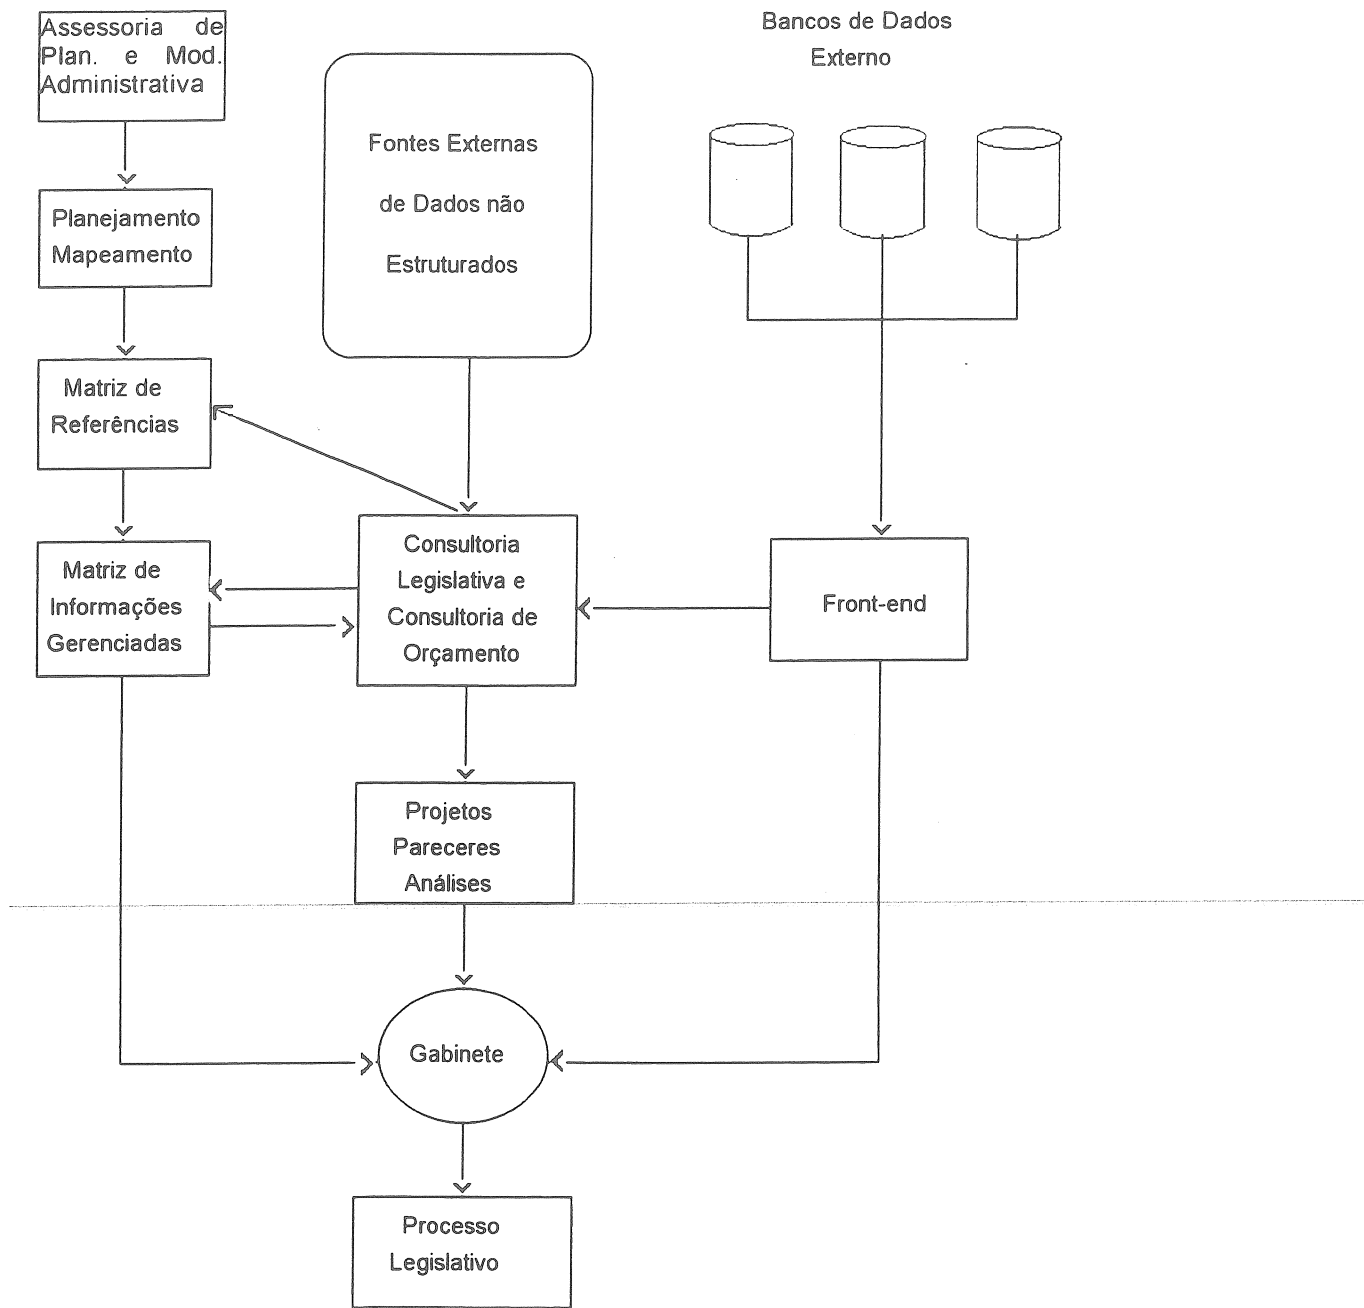 Assessoria de
Plan. e Mod.
Administrativa
Bancos de Dados
Externo
Fontes Externas
de Dados não
Estruturados
Planejamento
Mapeamento
Matriz de
Referências
Matriz de
Informações
Gerenciadas
Consultoria
Legislativa e
Consultoria de
Orçamento
Front-end
Projetos
Pareceres
Análises
Gabinete
Processo
Legislativo